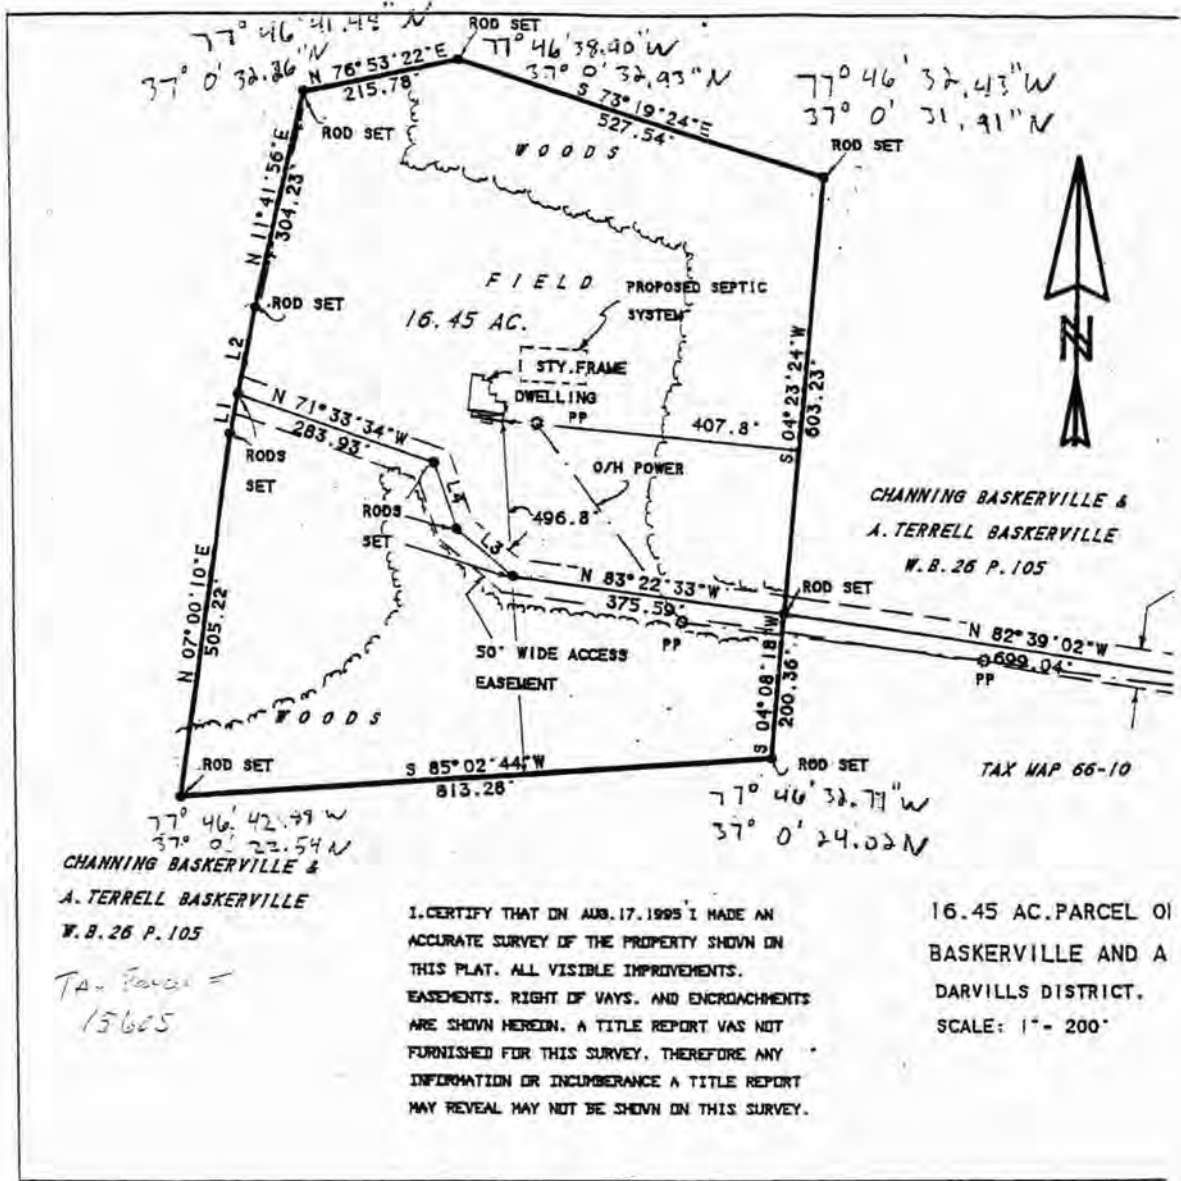 77° 46' 41.44" N
37° 0' 32.26" N
ROD SET
77° 46' 38.40" W
37° 0' 32.93" N
77° 46' 32.43" W
37° 0' 31.91" N
N 76°53'22"E
215.78'
ROD SET
S 73°19'24"E
527.54'
ROD SET
WOODS
N 11°41'56"E
304.23'
FIELD
16.45 AC.
PROPOSED SEPTIC
SYSTEM
ROD SET
1 STY.FRAME
DWELLING
PP
L2
L1
N 71°33'34"W
283.93'
407.8'
S 04°23'24"W
603.23'
N
RODS
SET
O/H POWER
L4
RODS
SET
496.8'
L3
CHANNING BASKERVILLE &
A. TERRELL BASKERVILLE
W.B.26 P.105
N 83°22'33"W
375.59'
ROD SET
N 07°00'10"E
505.22'
PP
N 82°39'02"W
699.04'
PP
50' WIDE ACCESS
EASEMENT
S 04°08'18"W
200.36'
WOODS
ROD SET
S 85°02'44"W
813.28'
ROD SET
TAX MAP 66-10
77° 46' 32.77" W
37° 0' 24.02 N
77° 46' 42.99 W
37° 0' 22.54 N
CHANNING BASKERVILLE &
A. TERRELL BASKERVILLE
W.B.26 P.105
15605
I.CERTIFY THAT ON AUG.17.1995 I MADE AN
ACCURATE SURVEY OF THE PROPERTY SHOWN ON
THIS PLAT. ALL VISIBLE IMPROVEMENTS.
EASEMENTS. RIGHT OF WAYS. AND ENCROACHMENTS
ARE SHOWN HEREON. A TITLE REPORT WAS NOT
FURNISHED FOR THIS SURVEY. THEREFORE ANY
INFORMATION OR INCUMBERANCE A TITLE REPORT
MAY REVEAL MAY NOT BE SHOWN ON THIS SURVEY.
16.45 AC.PARCEL O
BASKERVILLE AND A
DARVILLS DISTRICT.
SCALE: 1"= 200'